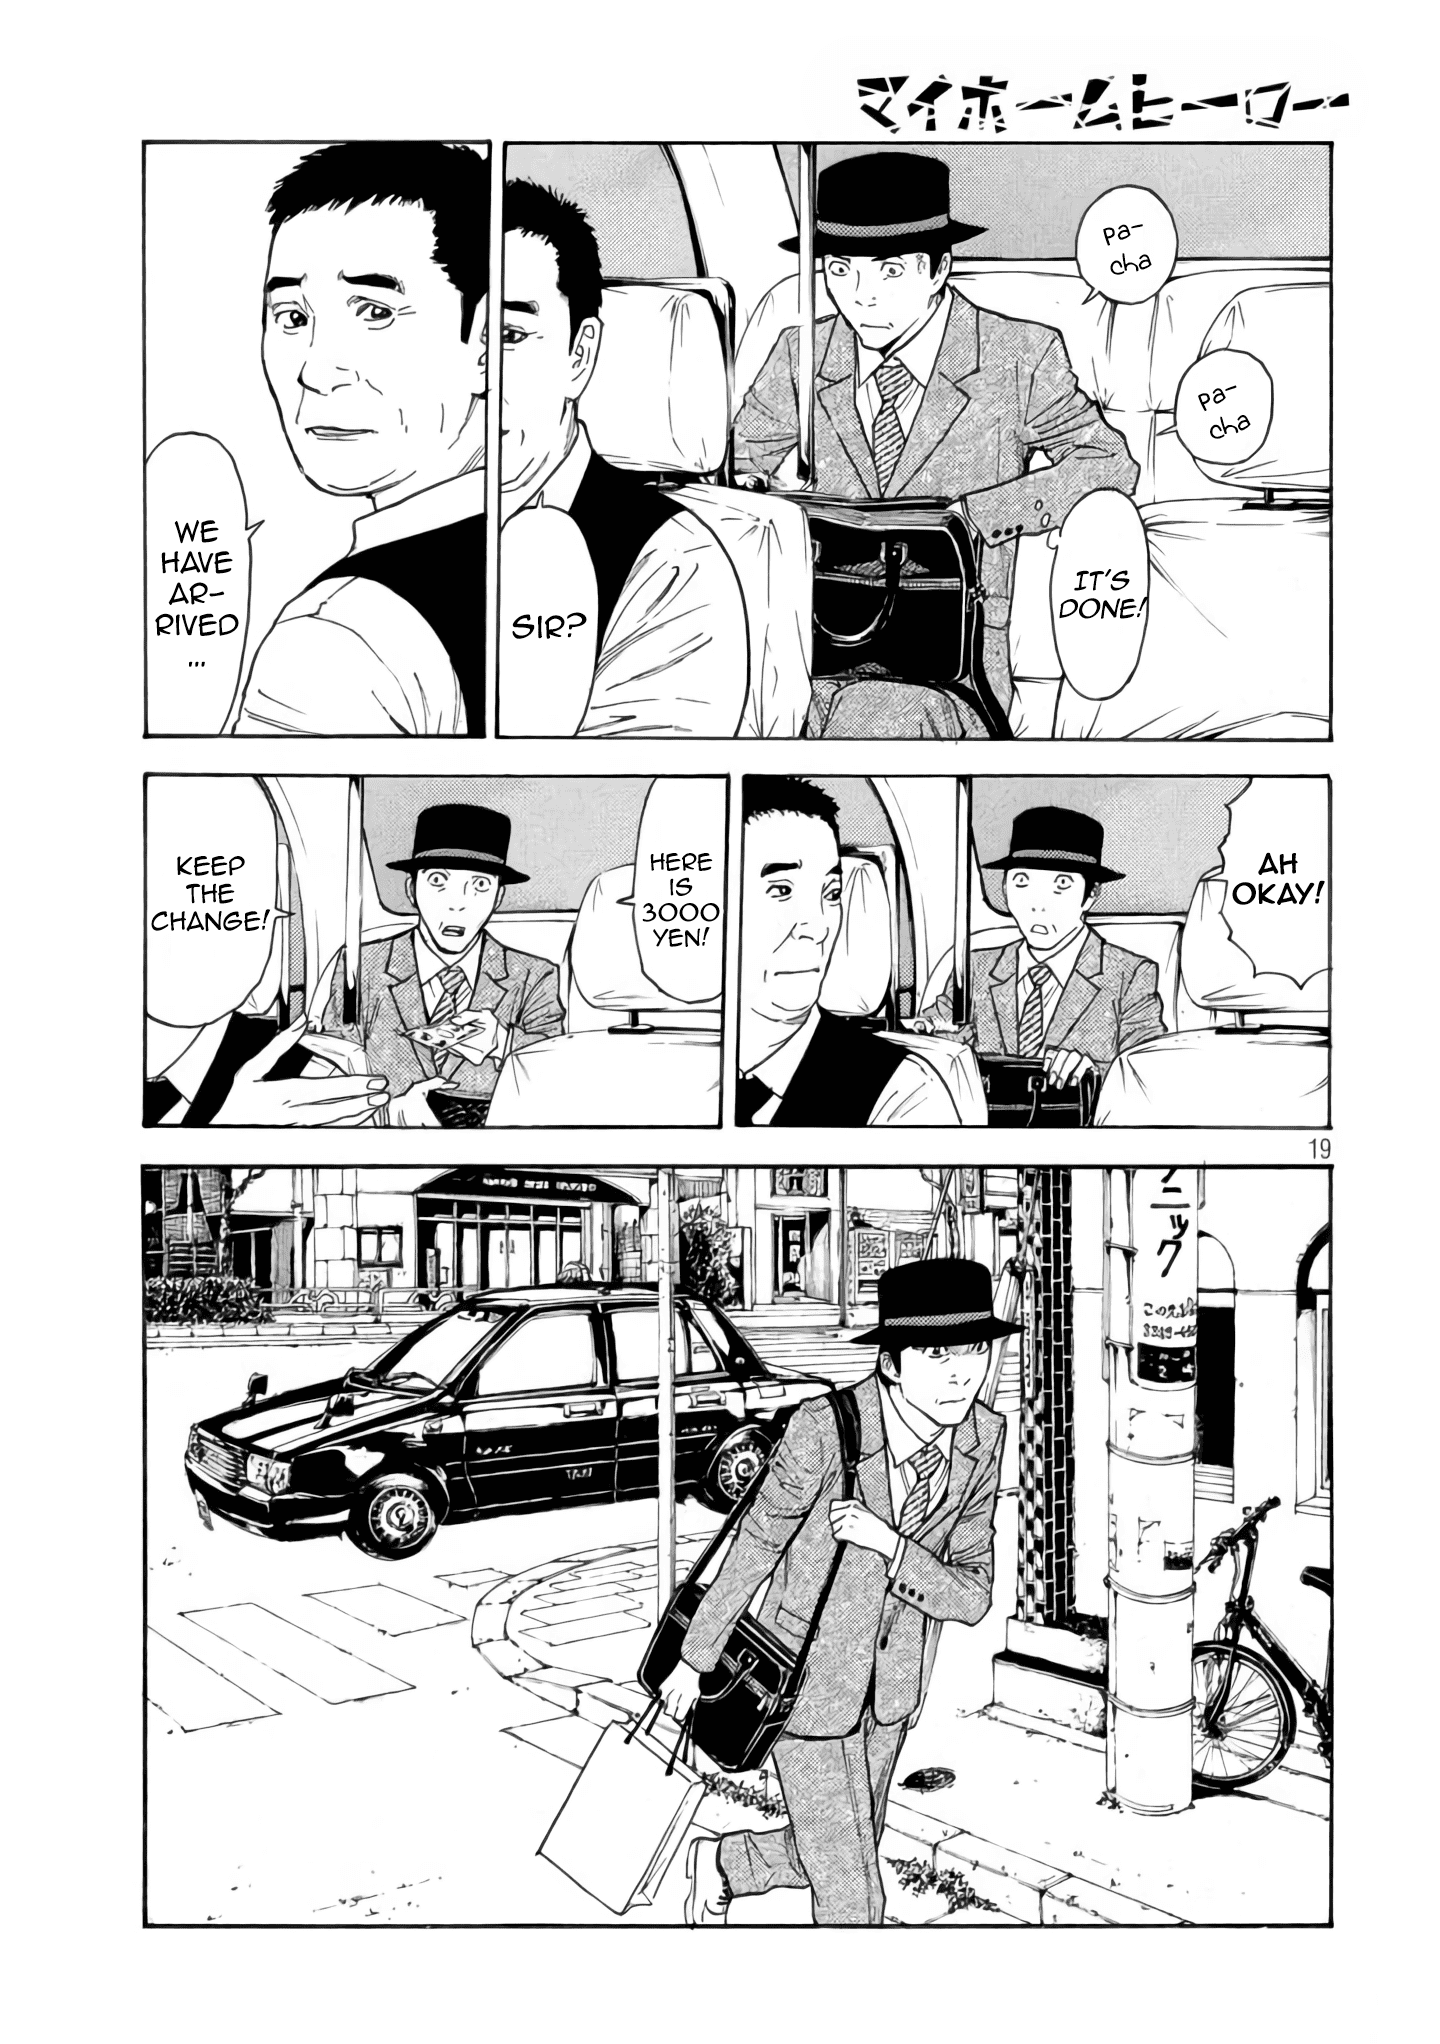 マイホームヒーロー
pa-
cha
pa-
cha
IT'S
DONE!
SIR?
WE
HAVE
AR-
RIVED
...
AH
OKAY!
HERE
IS
3000
YEN!
KEEP
THE
CHANGE!
19
ニック
TAXI